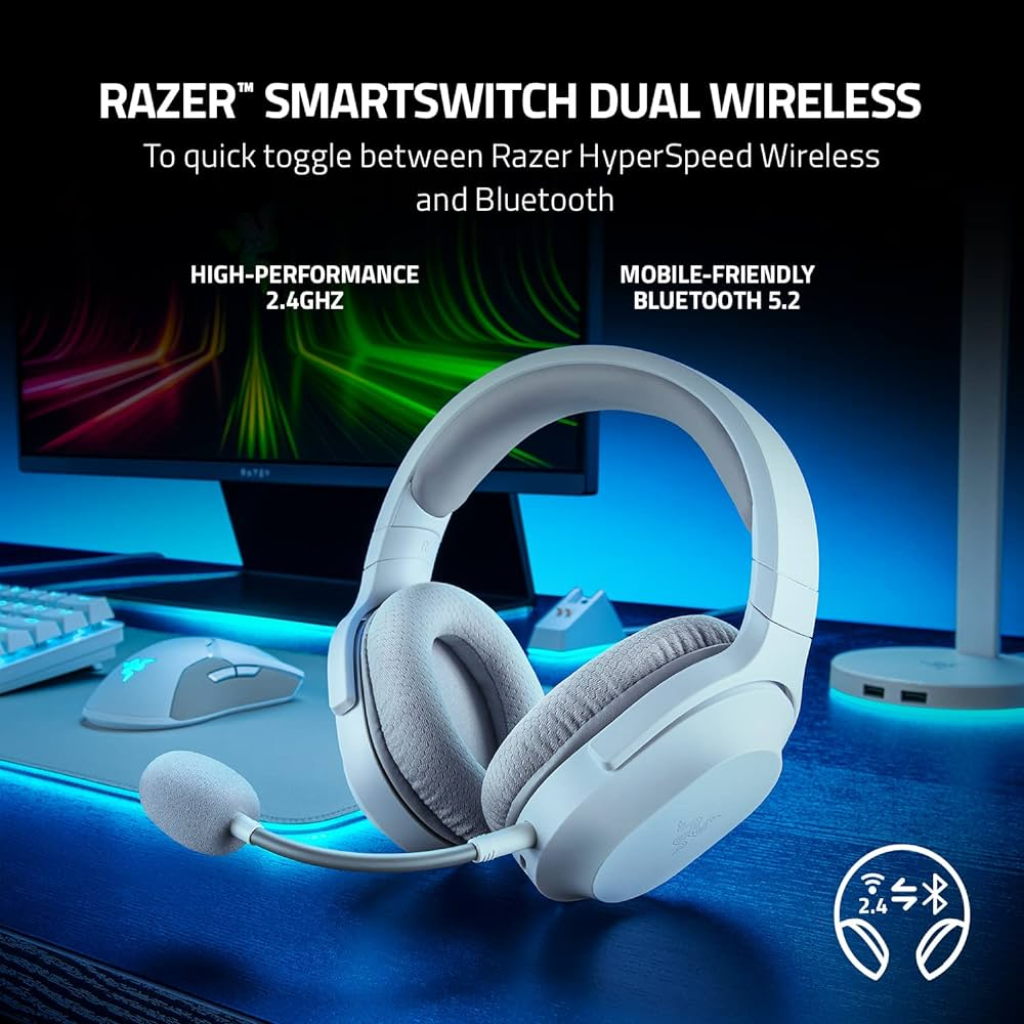 RAZER™ SMARTSWITCH DUAL WIRELESS
To quick toggle between Razer HyperSpeed Wireless
and Bluetooth
HIGH-PERFORMANCE
2.4GHZ
MOBILE-FRIENDLY
BLUETOOTH 5.2
RAZER
R
2.4